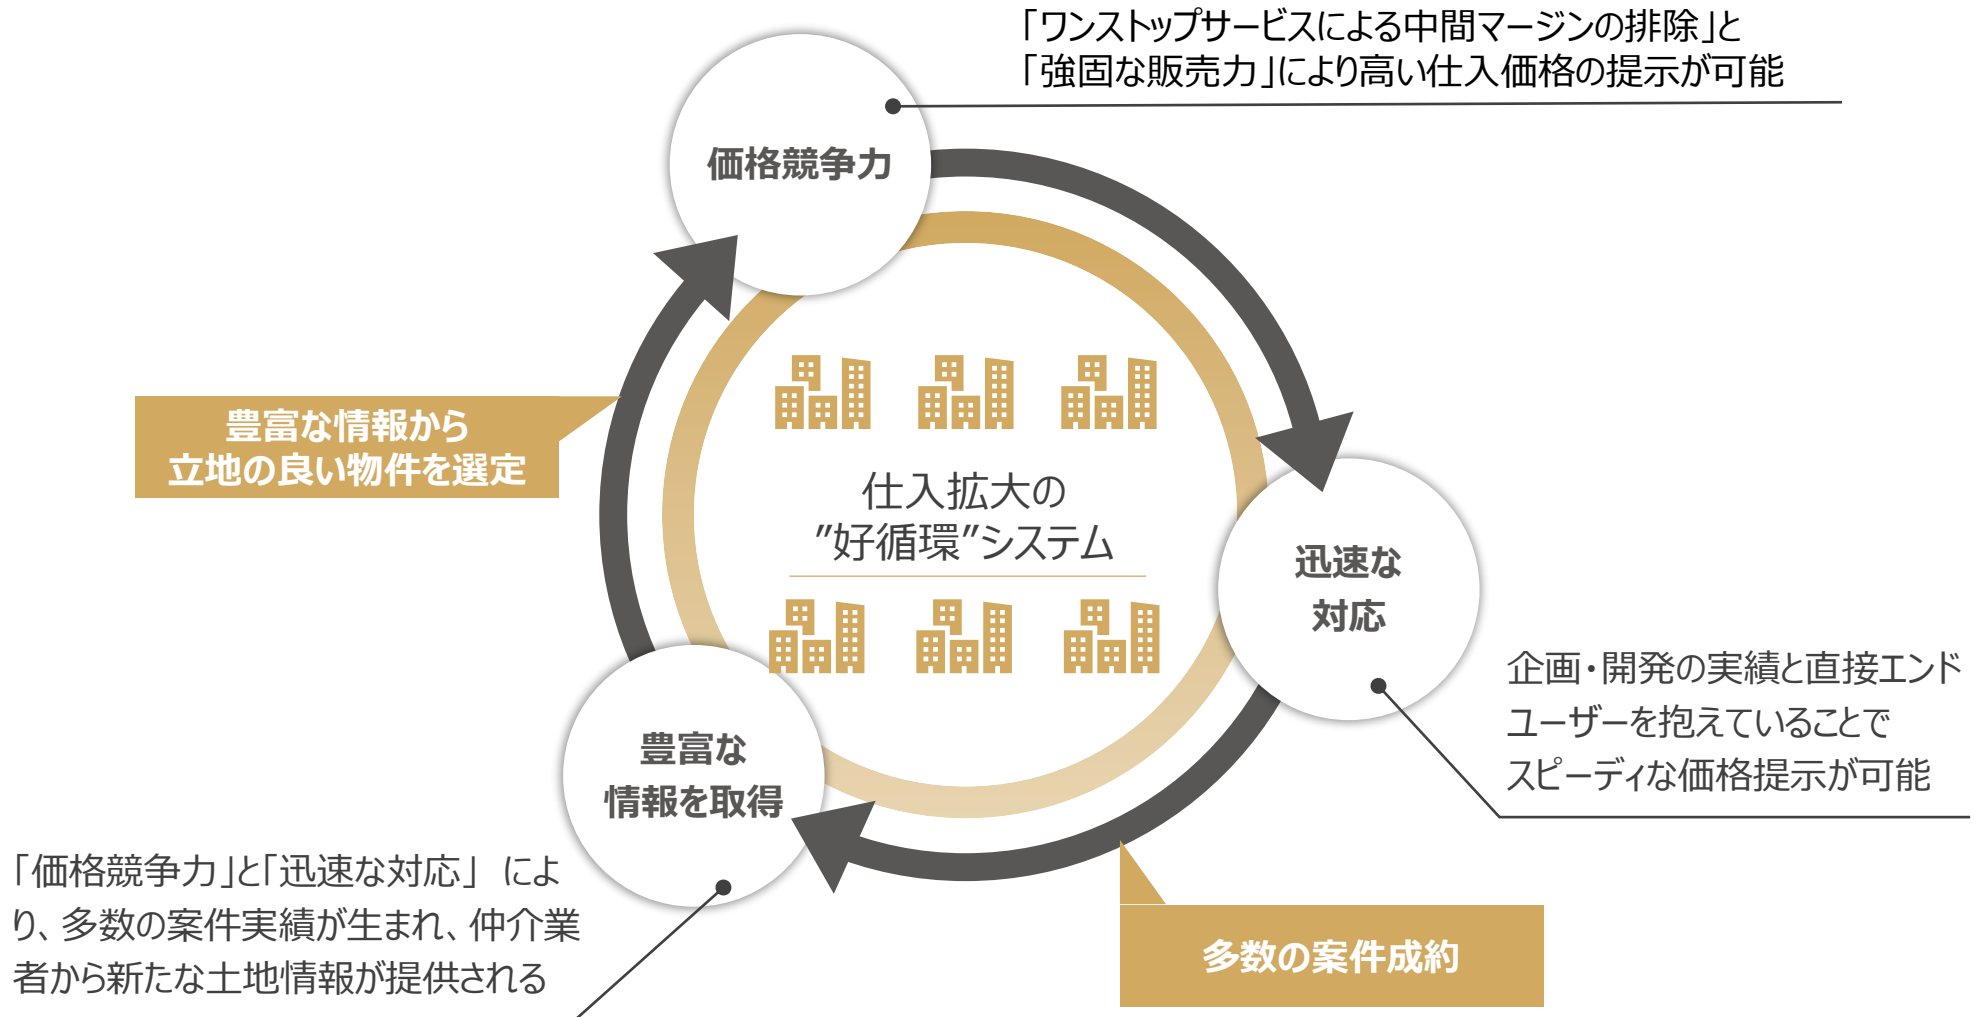 「ワンストップサービスによる中間マージンの排除」と
「強固な販売力」により高い仕入価格の提示が可能
価格競争力
豊富な情報から
立地の良い物件を選定
仕入拡大の
”好循環”システム
迅速な
対応
企画・開発の実績と直接エンド
ユーザーを抱えていることで
スピーディな価格提示が可能
豊富な
情報を取得
「価格競争力」と「迅速な対応」 によ
り、多数の案件実績が生まれ、仲介業
者から新たな土地情報が提供される
多数の案件成約